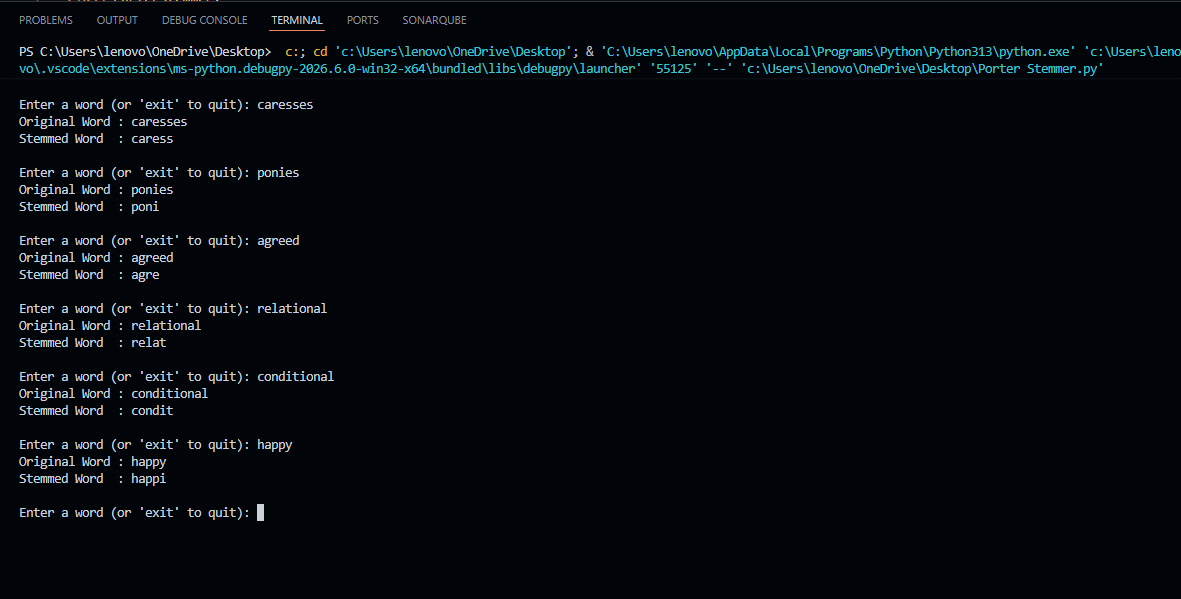 PROBLEMS OUTPUT DEBUG CONSOLE TERMINAL PORTS SONARQUBE
PS C:\Users\lenovo\OneDrive\Desktop>  c:; cd 'c:\Users\lenovo\OneDrive\Desktop'; & 'C:\Users\lenovo\AppData\Local\Programs\Python\Python313\python.exe' 'c:\Users\leno
vo\.vscode\extensions\ms-python.debugpy-2026.6.0-win32-x64\bundled\libs\debugpy\launcher' '55125' '--' 'c:\Users\lenovo\OneDrive\Desktop\Porter Stemmer.py'
Enter a word (or 'exit' to quit): caresses
Original Word : caresses
Stemmed Word  : caress
Enter a word (or 'exit' to quit): ponies
Original Word : ponies
Stemmed Word  : poni
Enter a word (or 'exit' to quit): agreed
Original Word : agreed
Stemmed Word  : agre
Enter a word (or 'exit' to quit): relational
Original Word : relational
Stemmed Word  : relat
Enter a word (or 'exit' to quit): conditional
Original Word : conditional
Stemmed Word  : condit
Enter a word (or 'exit' to quit): happy
Original Word : happy
Stemmed Word  : happi
Enter a word (or 'exit' to quit):